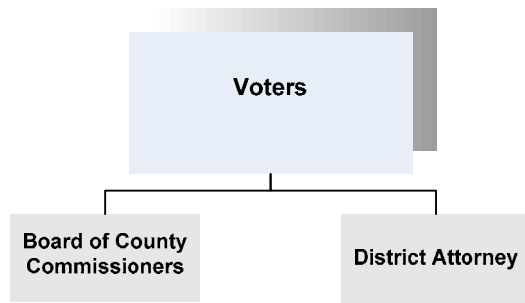 Voters
Board of County
Commissioners
District Attorney